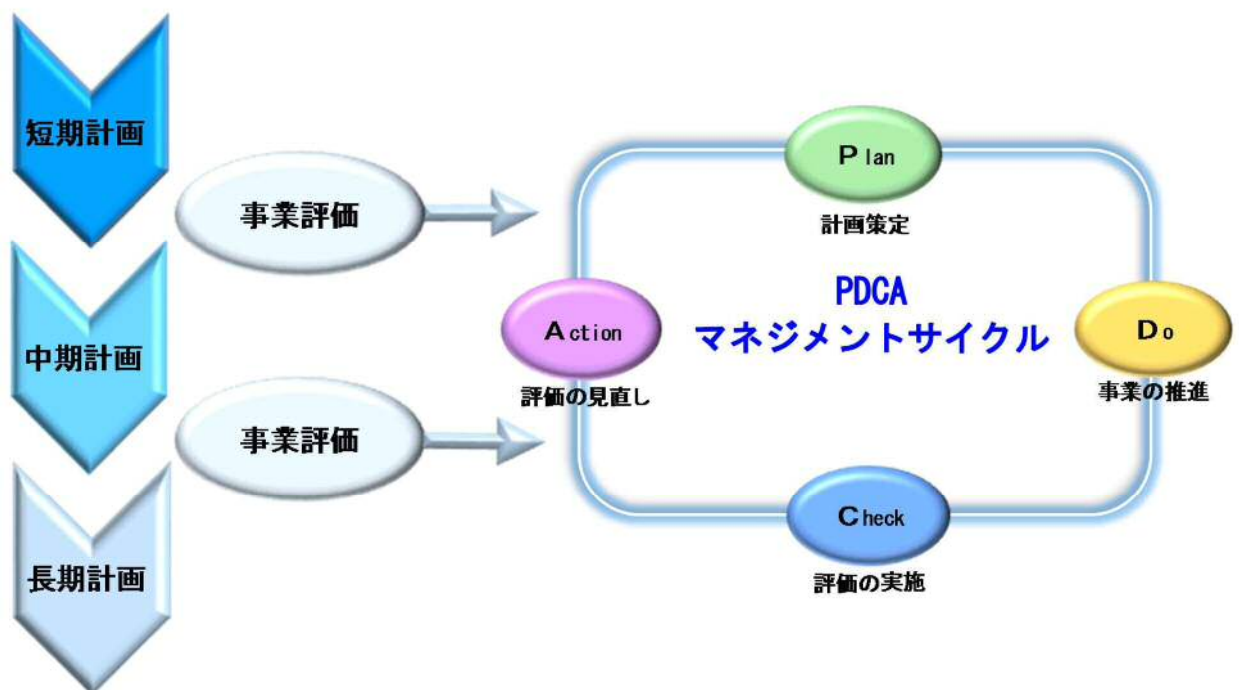 短期計画
事業評価
中期計画
事業評価
長期計画
Plan
計画策定
PDCA
マネジメントサイクル
Action
評価の見直し
Do
事業の推進
Check
評価の実施